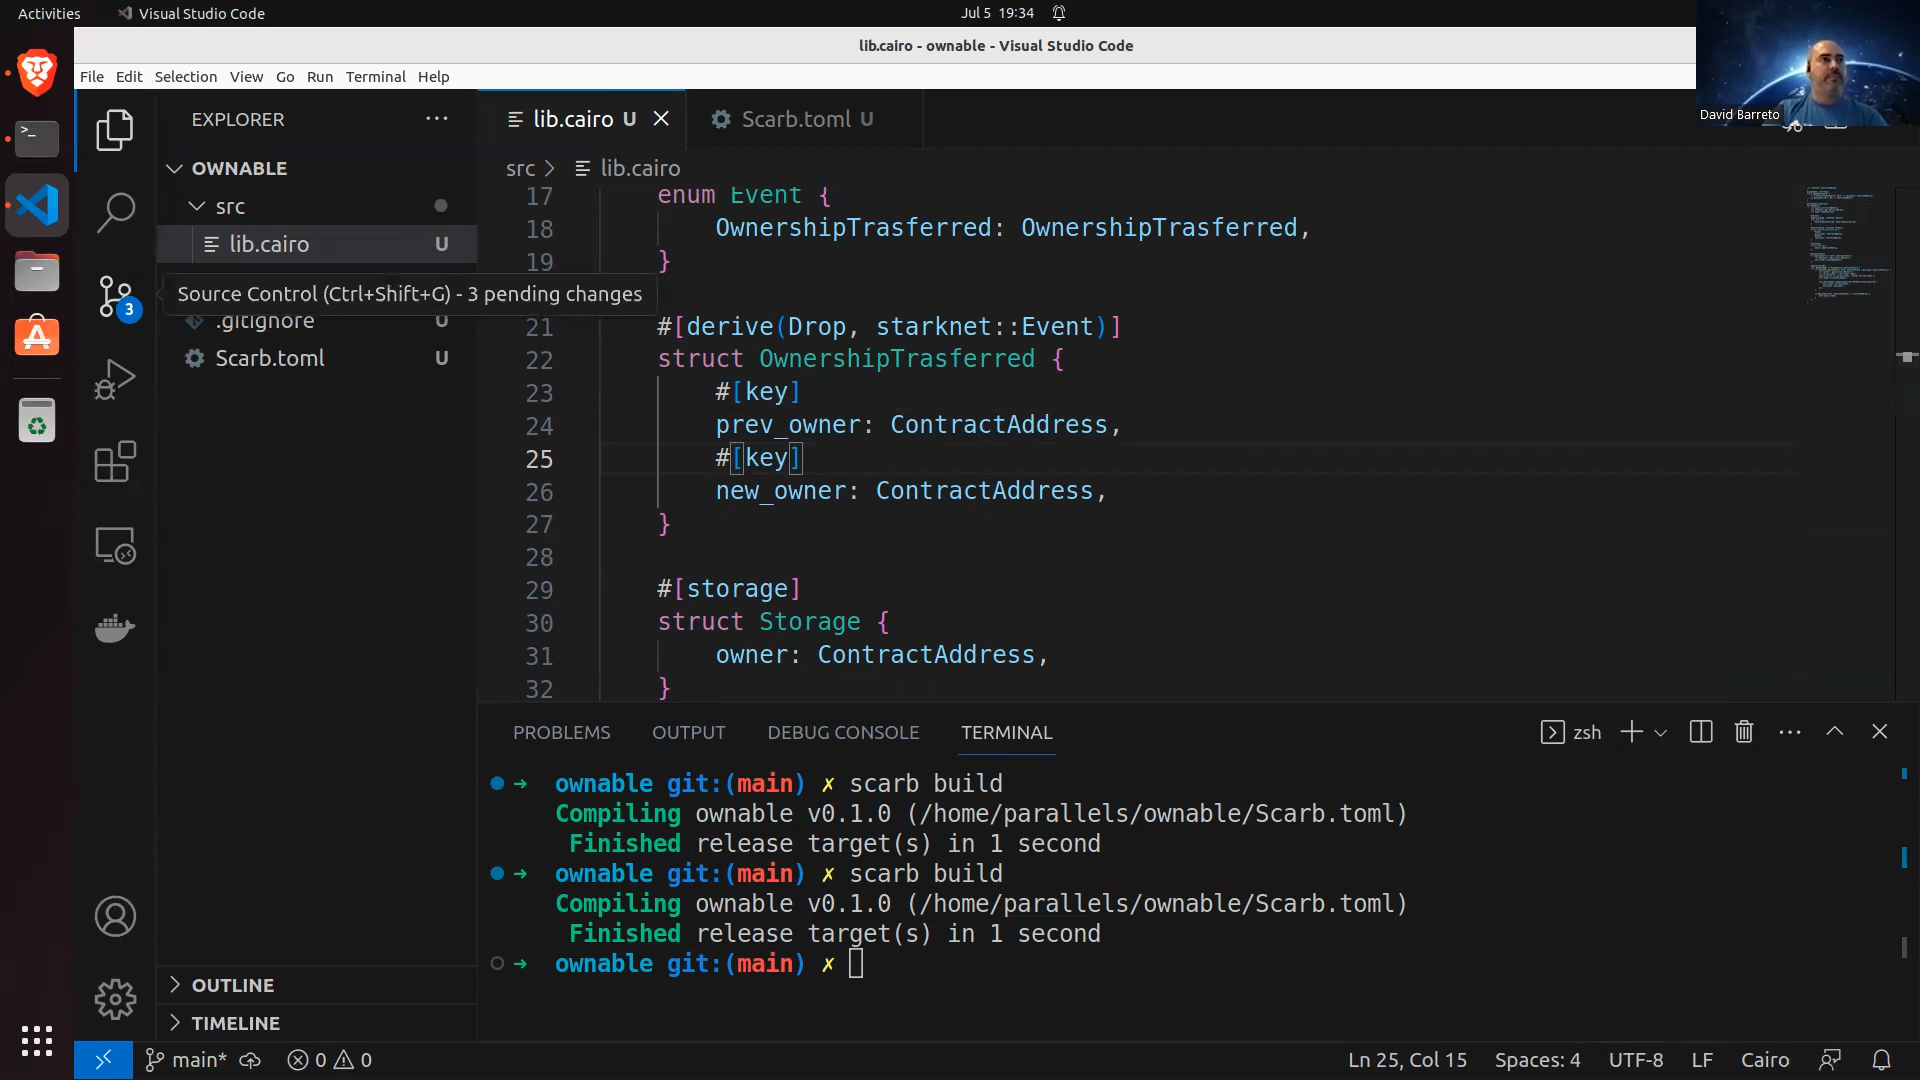 Activities
Visual Studio Code
Jul 5 19:34
lib.cairo - ownable - Visual Studio Code
File Edit Selection View Go Run Terminal Help
David Barreto
EXPLORER
OWNABLE
src
lib.cairo U
Source Control (Ctrl+Shift+G) - 3 pending changes
3
.gitignore U
Scarb.toml U
OUTLINE
TIMELINE
lib.cairo U
Scarb.toml U
src > lib.cairo
17 enum Event {
18 OwnershipTrasferred: OwnershipTrasferred,
19 }
21 #[derive(Drop, starknet::Event)]
22 struct OwnershipTrasferred {
23 #[key]
24 prev_owner: ContractAddress,
25 #[key]
26 new_owner: ContractAddress,
27 }
28
29 #[storage]
30 struct Storage {
31 owner: ContractAddress,
32 }
PROBLEMS OUTPUT DEBUG CONSOLE TERMINAL
zsh
➜ ownable git:(main) ✗ scarb build
Compiling ownable v0.1.0 (/home/parallels/ownable/Scarb.toml)
Finished release target(s) in 1 second
➜ ownable git:(main) ✗ scarb build
Compiling ownable v0.1.0 (/home/parallels/ownable/Scarb.toml)
Finished release target(s) in 1 second
➜ ownable git:(main) ✗
main* 0 0
Ln 25, Col 15 Spaces: 4 UTF-8 LF Cairo